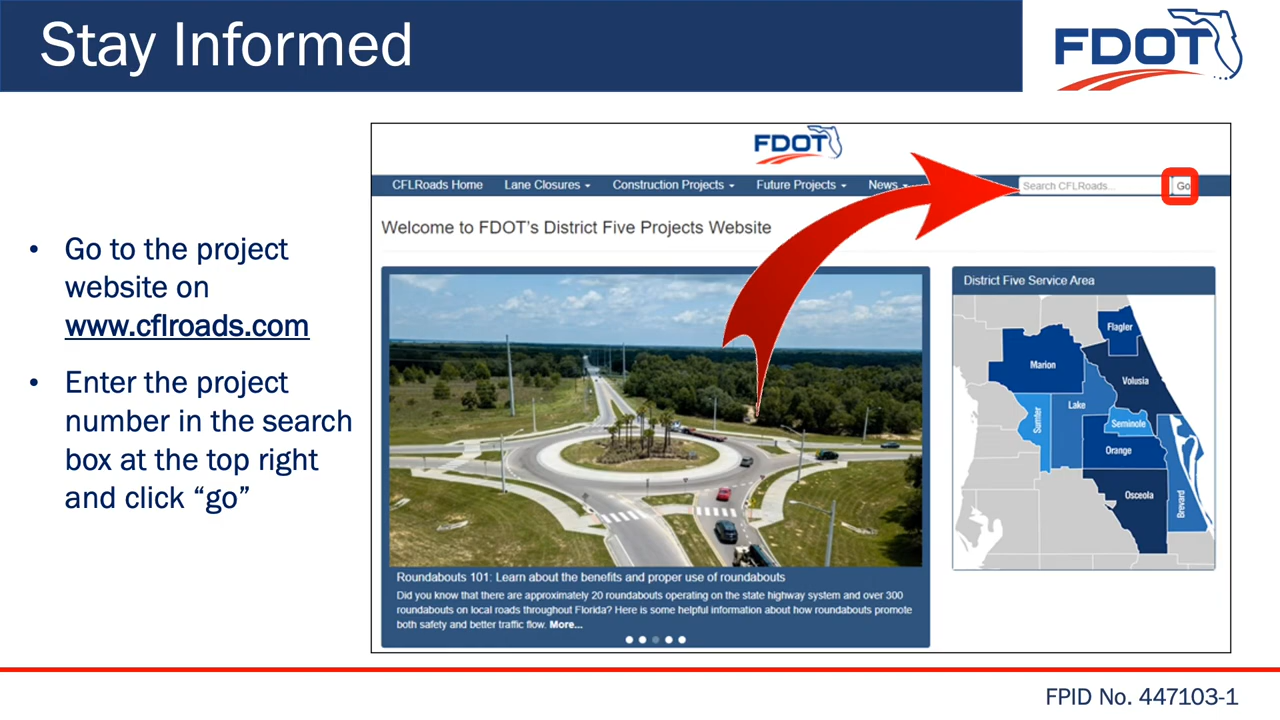 Stay Informed
FDOT
• Go to the project
website on
www.cflroads.com
• Enter the project
number in the search
box at the top right
and click “go”
FDOT
CFLRoads Home Lane Closures Construction Projects Future Projects News Search CFLRoads... Go
Welcome to FDOT's District Five Projects Website
Roundabouts 101: Learn about the benefits and proper use of roundabouts
Did you know that there are approximately 20 roundabouts operating on the state highway system and over 300
roundabouts on local roads throughout Florida? Here is some helpful information about how roundabouts promote
both safety and better traffic flow. More...
District Five Service Area
Flagler
Marion
Volusia
Lake
Sumter
Seminole
Orange
Osceola
Brevard
FPID No. 447103-1